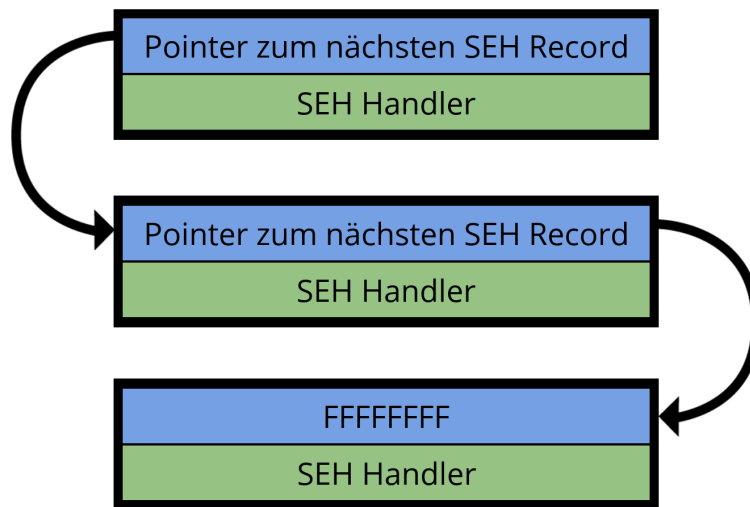 Pointer zum nächsten SEH Record
SEH Handler
Pointer zum nächsten SEH Record
SEH Handler
FFFFFFFF
SEH Handler